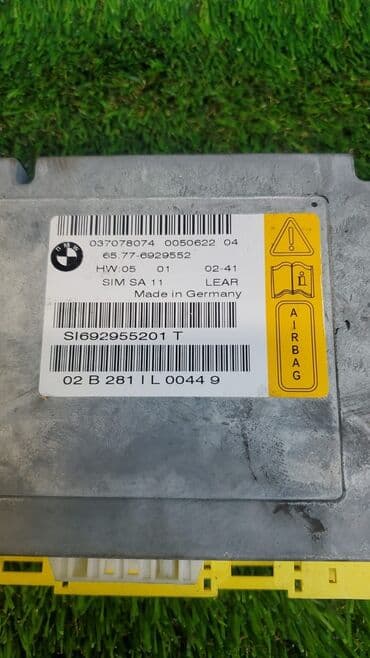 BMW
037078074 0050622 04
65.77-6929552
HW:05 01 02-41
SIM SA 11 LEAR
Made in Germany
SI692955201 T
02 B 281 I L 0044 9
AIRBAG